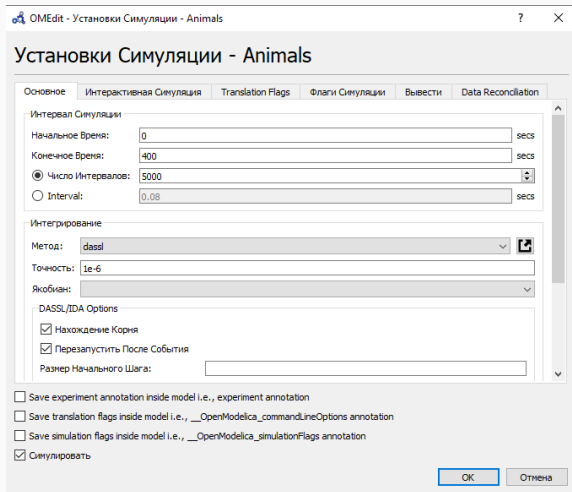 OMEdit - Установки Симуляции - Animals
Установки Симуляции - Animals
Основное Интерактивная Симуляция Translation Flags Флаги Симуляции Вывести Data Reconciliation
Интервал Симуляции
Начальное Время: 0 secs
Конечное Время: 400 secs
Число Интервалов: 5000
Interval: 0.08 secs
Интегрирование
Метод: dassl
Точность: 1e-6
Якобиан:
DASSL/IDA Options
Нахождение Корня
Перезапустить После События
Размер Начального Шага:
Save experiment annotation inside model i.e., experiment annotation
Save translation flags inside model i.e., __OpenModelica_commandLineOptions annotation
Save simulation flags inside model i.e., __OpenModelica_simulationFlags annotation
Симулировать
OK Отмена